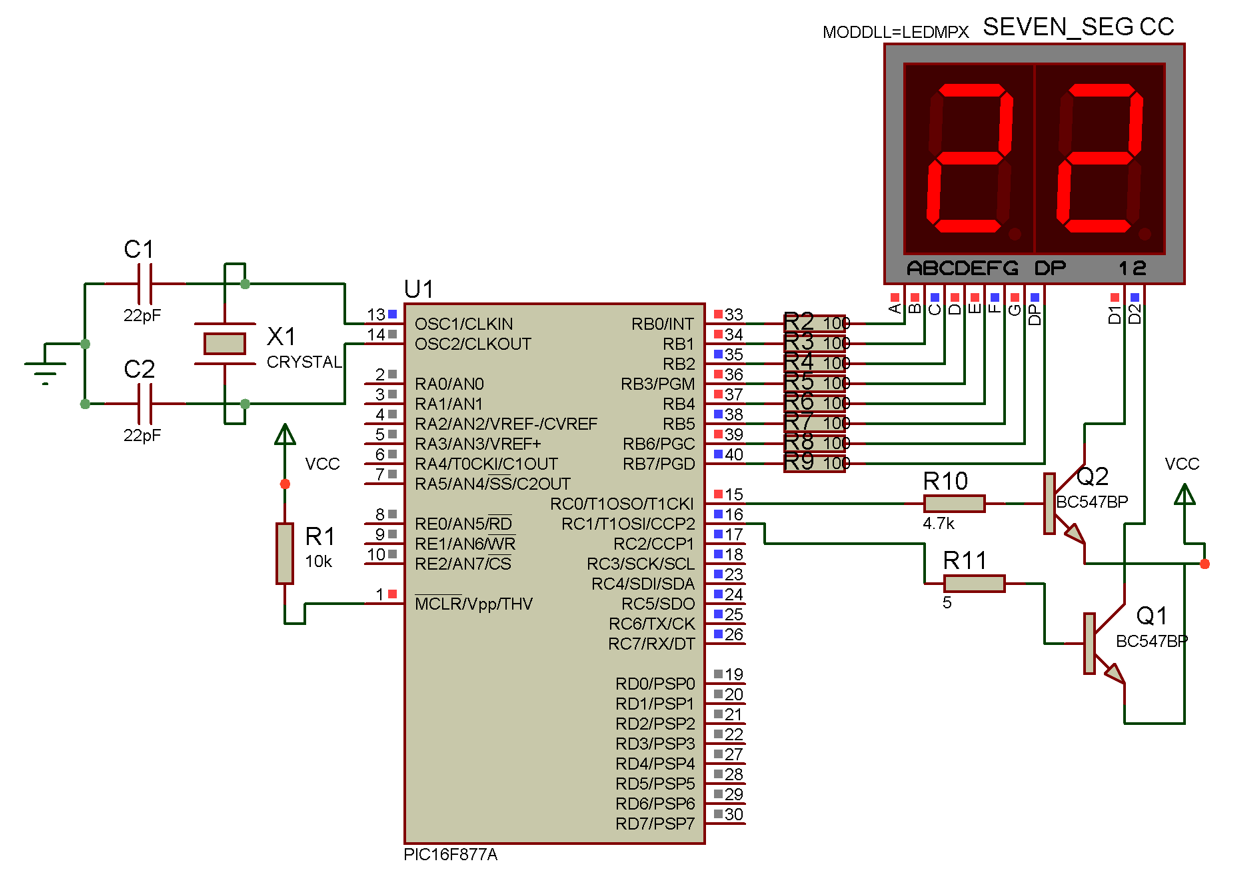 MODDLL=LEDMPX
SEVEN_SEG CC
ABCDEFG DP
12
A
B
C
D
E
F
G
DP
D1
D2
C1
22pF
X1
CRYSTAL
C2
22pF
VCC
R1
10k
U1
13 OSC1/CLKIN
14 OSC2/CLKOUT
2 RA0/AN0
3 RA1/AN1
4 RA2/AN2/VREF-/CVREF
5 RA3/AN3/VREF+
6 RA4/T0CKI/C1OUT
7 RA5/AN4/SS/C2OUT
8 RE0/AN5/RD
9 RE1/AN6/WR
10 RE2/AN7/CS
1 MCLR/Vpp/THV
RB0/INT 33
RB1 34
RB2 35
RB3/PGM 36
RB4 37
RB5 38
RB6/PGC 39
RB7/PGD 40
RC0/T1OSO/T1CKI 15
RC1/T1OSI/CCP2 16
RC2/CCP1 17
RC3/SCK/SCL 18
RC4/SDI/SDA 23
RC5/SDO 24
RC6/TX/CK 25
RC7/RX/DT 26
RD0/PSP0 19
RD1/PSP1 20
RD2/PSP2 21
RD3/PSP3 22
RD4/PSP4 27
RD5/PSP5 28
RD6/PSP6 29
RD7/PSP7 30
PIC16F877A
R2 100
R3 100
R4 100
R5 100
R6 100
R7 100
R8 100
R9 100
R10
4.7k
R11
5
Q2
BC547BP
VCC
Q1
BC547BP
22